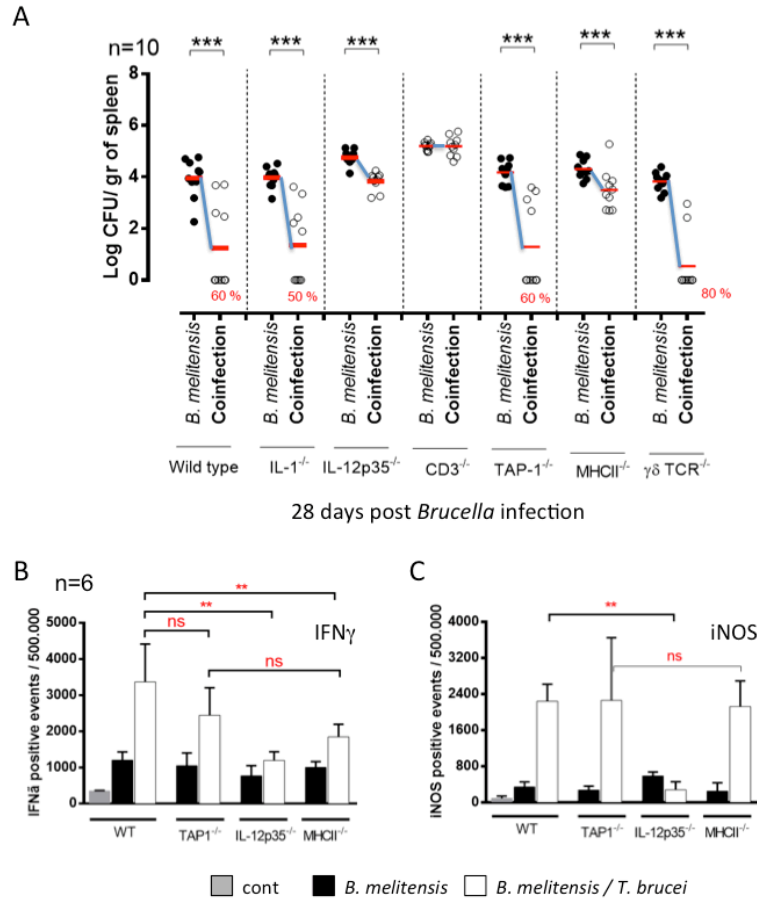 A
n=10
*** *** *** *** *** ***
Log CFU/ gr of spleen
8
6
4
2
0
60 % 50 % 60 % 80 %
B. melitensis Coinfection B. melitensis Coinfection B. melitensis Coinfection B. melitensis Coinfection B. melitensis Coinfection B. melitensis Coinfection B. melitensis Coinfection
Wild type IL-1-/- IL-12p35-/- CD3-/- TAP-1-/- MHCII-/- γδ TCR-/-
28 days post Brucella infection
B
n=6
IFNγ
IFNã positive events / 500.000
5000
4000
3000
2000
1000
0
**
**
ns
ns
WT TAP1-/- IL-12p35-/- MHCII-/-
C
iNOS
iNOS positive events / 500.000
4000
3200
2400
1600
800
0
**
ns
WT TAP1-/- IL-12p35-/- MHCII-/-
cont B. melitensis B. melitensis / T. brucei